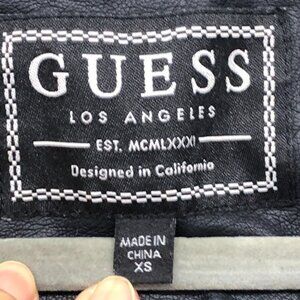 GUESS
LOS ANGELES
EST. MCMLXXXI
Designed in California
MADE IN
CHINA
XS